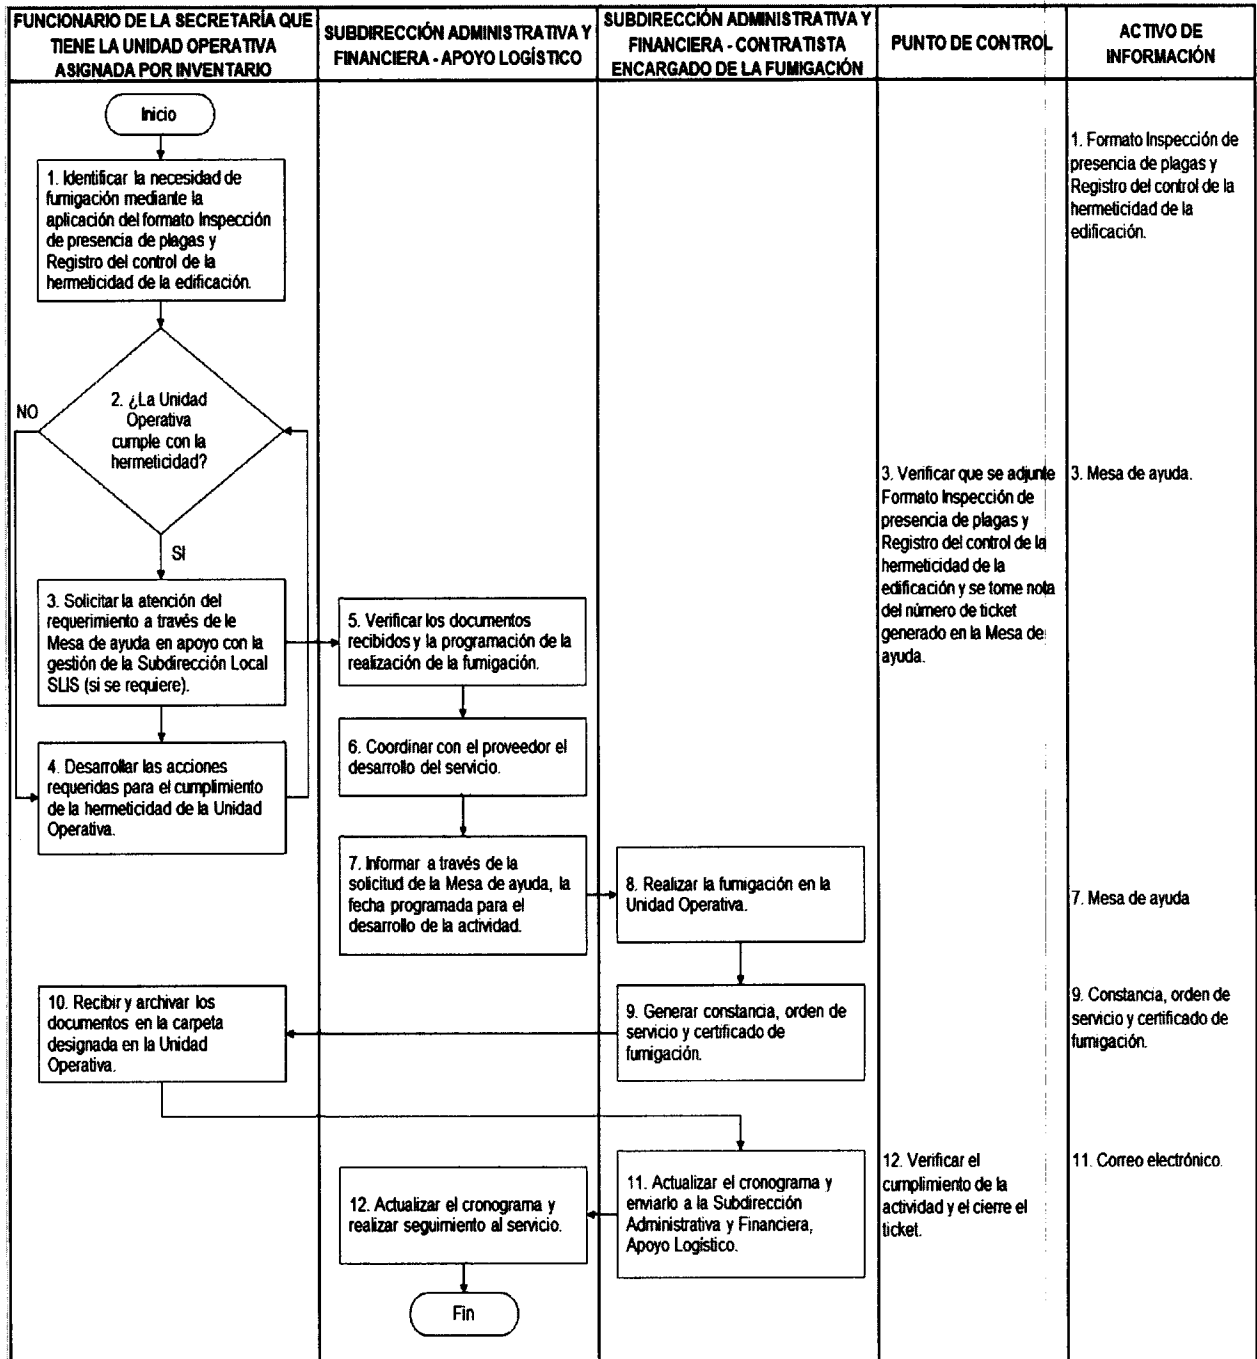 FUNCIONARIO DE LA SECRETARÍA QUE
TIENE LA UNIDAD OPERATIVA
ASIGNADA POR INVENTARIO
SUBDIRECCIÓN ADMINISTRATIVA Y
FINANCIERA - APOYO LOGÍSTICO
SUBDIRECCIÓN ADMINISTRATIVA Y
FINANCIERA - CONTRATISTA
ENCARGADO DE LA FUMIGACIÓN
PUNTO DE CONTROL
ACTIVO DE
INFORMACIÓN
Inicio
1. Identificar la necesidad de
fumigación mediante la
aplicación del formato Inspección
de presencia de plagas y
Registro del control de la
hermeticidad de la edificación.
1. Formato Inspección de
presencia de plagas y
Registro del control de la
hermeticidad de la
edificación.
NO
2. ¿La Unidad
Operativa
cumple con la
hermeticidad?
SI
3. Verificar que se adjunte
Formato Inspección de
presencia de plagas y
Registro del control de la
hermeticidad de la
edificación y se tome nota
del número de ticket
generado en la Mesa de
ayuda.
3. Mesa de ayuda.
3. Solicitar la atención del
requerimiento a través de le
Mesa de ayuda en apoyo con la
gestión de la Subdirección Local
SLIS (si se requiere).
5. Verificar los documentos
recibidos y la programación de la
realización de la fumigación.
4. Desarrollar las acciones
requeridas para el cumplimiento
de la hermeticidad de la Unidad
Operativa.
6. Coordinar con el proveedor el
desarrollo del servicio.
7. Informar a través de la
solicitud de la Mesa de ayuda, la
fecha programada para el
desarrollo de la actividad.
8. Realizar la fumigación en la
Unidad Operativa.
7. Mesa de ayuda
10. Recibir y archivar los
documentos en la carpeta
designada en la Unidad
Operativa.
9. Generar constancia, orden de
servicio y certificado de
fumigación.
9. Constancia, orden de
servicio y certificado de
fumigación.
12. Actualizar el cronograma y
realizar seguimiento al servicio.
11. Actualizar el cronograma y
enviarlo a la Subdirección
Administrativa y Financiera,
Apoyo Logístico.
12. Verificar el
cumplimiento de la
actividad y el cierre el
ticket.
11. Correo electrónico.
Fin